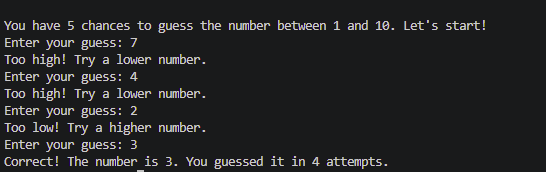 You have 5 chances to guess the number between 1 and 10. Let's start!
Enter your guess: 7
Too high! Try a lower number.
Enter your guess: 4
Too high! Try a lower number.
Enter your guess: 2
Too low! Try a higher number.
Enter your guess: 3
Correct! The number is 3. You guessed it in 4 attempts.